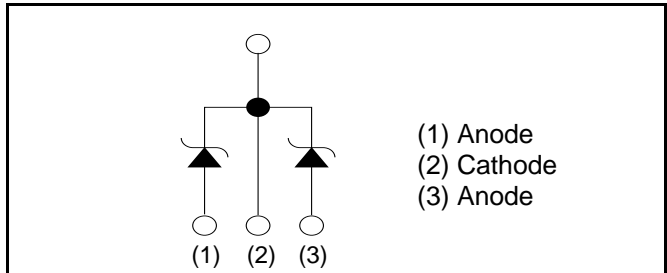 (1) Anode
(2) Cathode
(3) Anode
(1) (2) (3)